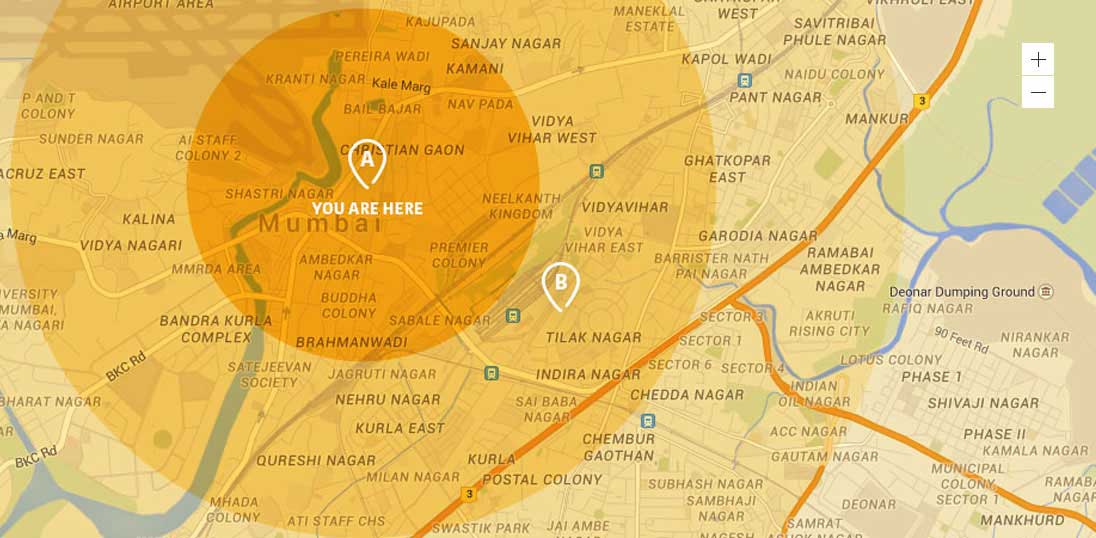 AIRPORT AREA
KAJUPADA
MANEKLAL
ESTATE
WEST
SAVITRIBAI
PHULE NAGAR
VIKHROLI EAST
SANJAY NAGAR
PEREIRA WADI
KAMANI
KAPOL WADI
KRANTI NAGAR
Kale Marg
NAIDU COLONY
P AND T
COLONY
BAIL BAJAR
NAV PADA
PANT NAGAR
3
VIDYA
VIHAR WEST
MANKUR
SUNDER NAGAR
AI STAFF
COLONY 2
CHRISTIAN GAON
A
GHATKOPAR
EAST
ACRUZ EAST
SHASTRI NAGAR
YOU ARE HERE
NEELKANTH
KINGDOM
VIDYAVIHAR
KALINA
Mumbai
a Marg
VIDYA NAGARI
PREMIER
COLONY
VIDYA
VIHAR EAST
GARODIA NAGAR
MMRDA AREA
AMBEDKAR
NAGAR
BARRISTER NATH
PAI NAGAR
RAMABAI
AMBEDKAR
NAGAR
B
VERSITY
MUMBAI,
A NAGARI
BUDDHA
COLONY
Deonar Dumping Ground
RAFIQ NAGAR
BANDRA KURLA
COMPLEX
SABALE NAGAR
SECTOR 3
AKRUTI
RISING CITY
BRAHMANWADI
TILAK NAGAR
SECTOR 1
90 Feet Rd
NIRANKAR
NAGAR
BKC Rd
SATEJEEVAN
SOCIETY
JAGRUTI NAGAR
INDIRA NAGAR
SECTOR 6
SECTOR 4
LOTUS COLONY
PHASE 1
BHARAT NAGAR
NEHRU NAGAR
SAI BABA
NAGAR
CHEDDA NAGAR
INDIAN
OIL NAGAR
SHIVAJI NAGAR
AR
KURLA EAST
CHEMBUR
GAOTHAN
ACC NAGAR
PHASE II
BKC Rd
QURESHI NAGAR
KURLA
GAUTAM NAGAR
KAMALA NAGAR
MILAN NAGAR
POSTAL COLONY
SUBHASH NAGAR
MUNICIPAL
COLONY
SECTOR 1
RAMABA
NAGAR
3
MHADA
COLONY
SAMBHAJI
NAGAR
DEONAR
ATI STAFF CHS
SWASTIK PARK
JAI AMBE
NAGAR
SAMRAT
MANKHURD